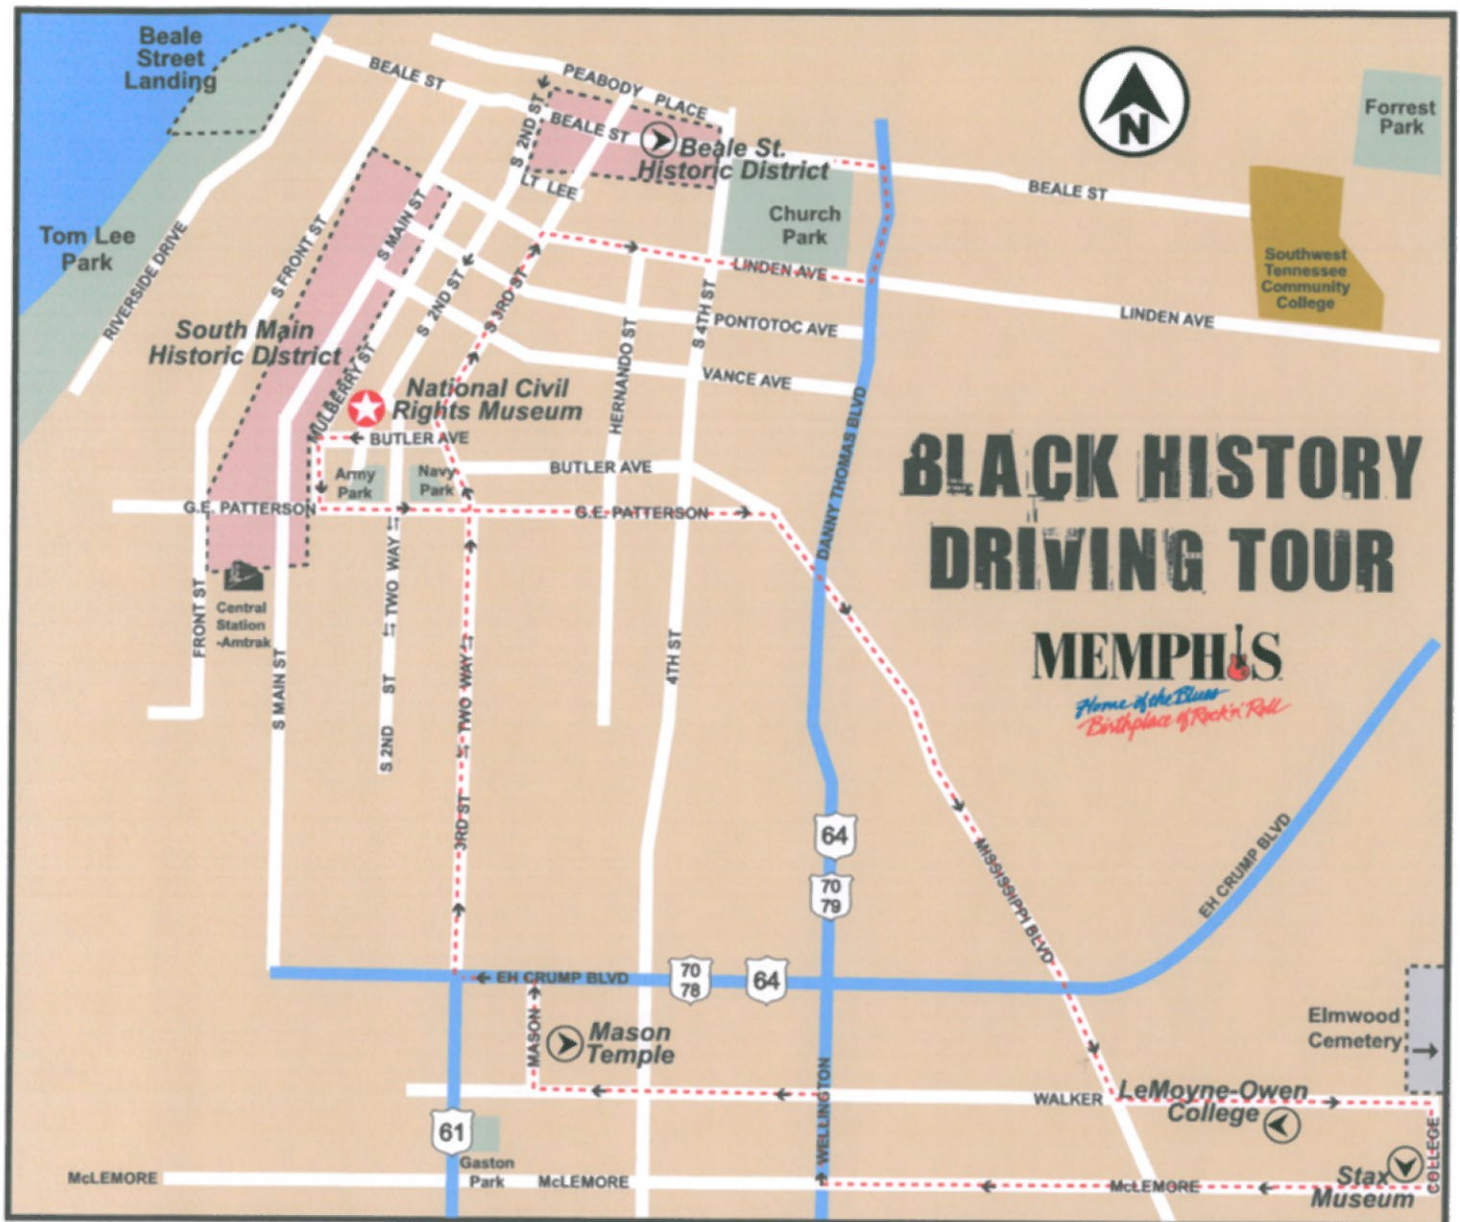 Beale
Street
Landing
BEALE ST
PEABODY PLACE
S 2ND ST
BEALE ST
Beale St.
Historic District
LT LEE
N
Forrest
Park
BEALE ST
Church
Park
Southwest
Tennessee
Community
College
Tom Lee
Park
RIVERSIDE DRIVE
S FRONT ST
S MAIN ST
S 2ND ST
S 3RD ST
LINDEN AVE
LINDEN AVE
PONTOTOC AVE
S 4TH ST
HERNANDO ST
VANCE AVE
South Main
Historic District
MULBERRY ST
National Civil
Rights Museum
BUTLER AVE
BUTLER AVE
Army
Park
Navy
Park
G.E. PATTERSON
G.E. PATTERSON
DANNY THOMAS BLVD
BLACK HISTORY
DRIVING TOUR
MEMPHIS
Home of the Blues
Birthplace of Rock'n' Roll
Central
Station
-Amtrak
FRONT ST
S MAIN ST
S 2ND ST TWO WAY
3RD ST TWO WAY
4TH ST
64
70
79
MISSISSIPPI BLVD
EH CRUMP BLVD
EH CRUMP BLVD
70
78
64
MASON
Mason
Temple
Elmwood
Cemetery
WELLINGTON
WALKER
LeMoyne-Owen
College
61
Gaston
Park
McLEMORE
McLEMORE
McLEMORE
Stax
Museum
COLLEGE